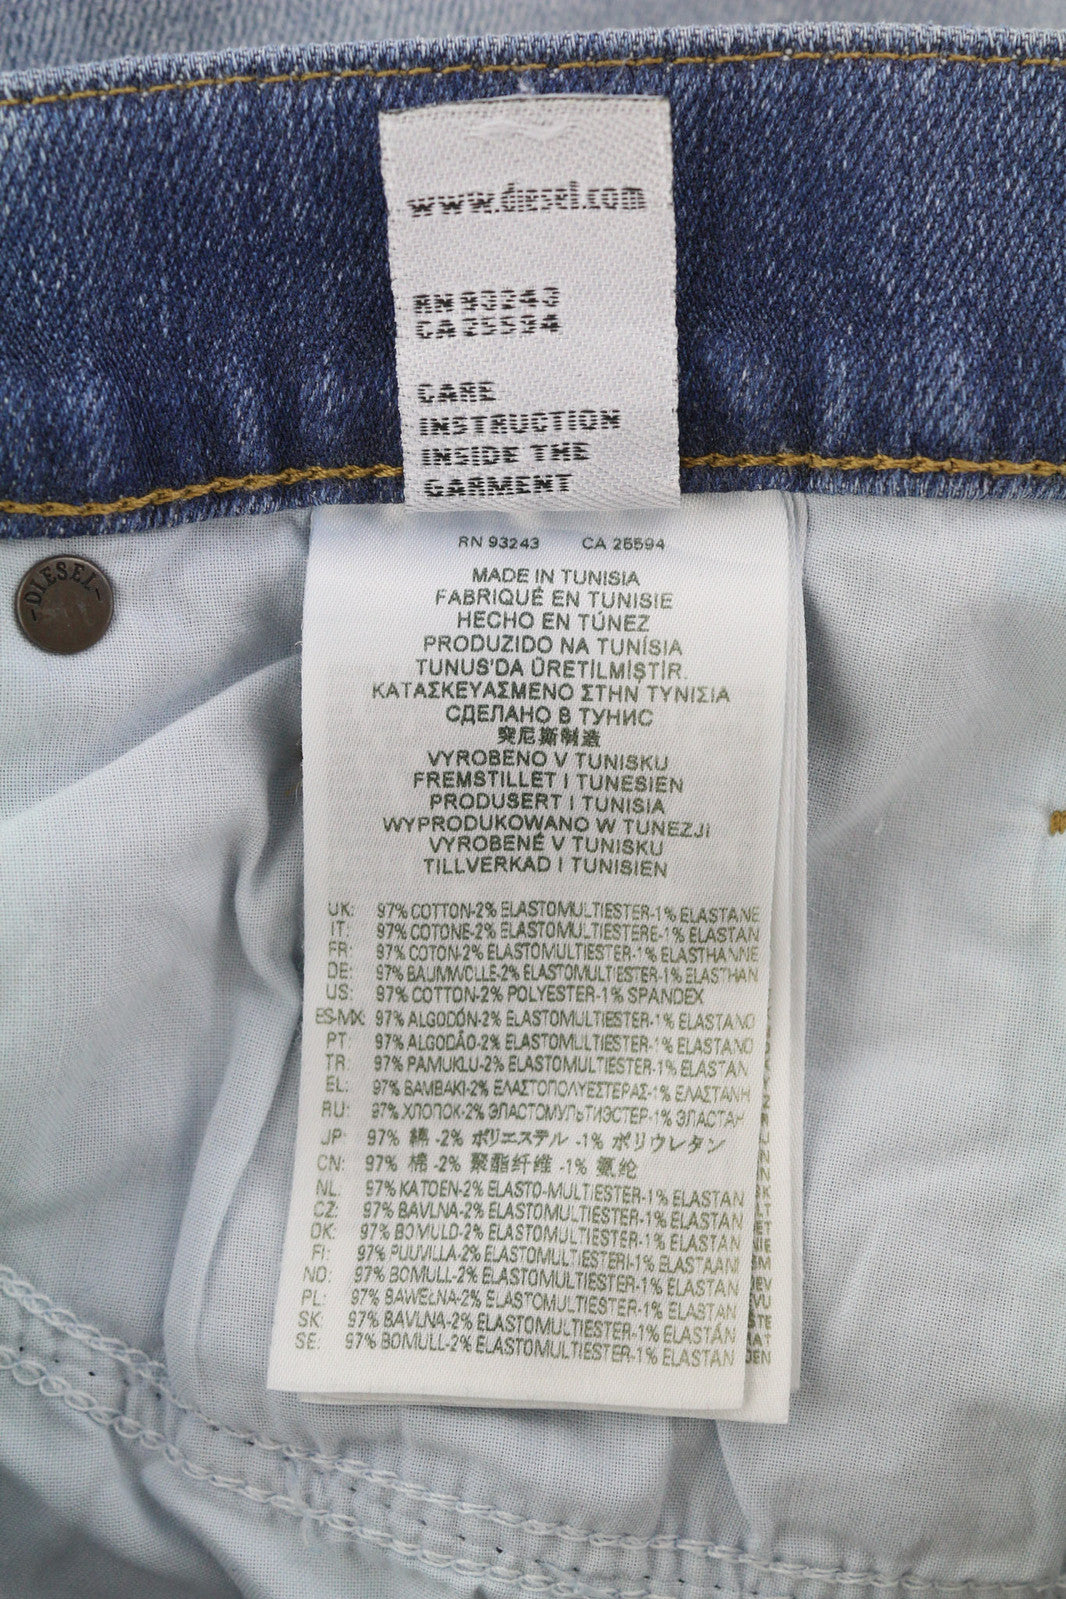 www.diesel.com
RN 93243
CA 25594
CARE
INSTRUCTION
INSIDE THE
GARMENT
-DIESEL-
RN 93243 CA 25594
MADE IN TUNISIA
FABRIQUÉ EN TUNISIE
HECHO EN TÚNEZ
PRODUZIDO NA TUNÍSIA
TUNUS'DA ÜRETİLMİŞTİR.
ΚΑΤΑΣΚΕΥΑΣΜΕΝΟ ΣΤΗΝ ΤΥΝΙΣΙΑ
СДЕЛАНО В ТУНИС
突尼斯制造
VYROBENO V TUNISKU
FREMSTILLET I TUNESIEN
PRODUSERT I TUNISIA
WYPRODUKOWANO W TUNEZJI
VYROBENÉ V TUNISKU
TILLVERKAD I TUNISIEN
UK: 97% COTTON-2% ELASTOMULTIESTER-1% ELASTANE
IT: 97% COTONE-2% ELASTOMULTIESTERE-1% ELASTAN
FR: 97% COTON-2% ELASTOMULTIESTER-1% ELASTHANNE
DE: 97% BAUMWOLLE-2% ELASTOMULTIESTER-1% ELASTHAN
US: 97% COTTON-2% POLYESTER-1% SPANDEX
ES-MX: 97% ALGODÓN-2% ELASTOMULTIESTER-1% ELASTANO
PT: 97% ALGODÃO-2% ELASTOMULTIESTER-1% ELASTANO
TR: 97% PAMUKLU-2% ELASTOMULTIESTER-1% ELASTAN
EL: 97% ΒΑΜΒΑΚΙ-2% ΕΛΑΣΤΟΠΟΛΥΕΣΤΕΡΑΣ-1% ΕΛΑΣΤΑΝΗ
RU: 97% ХЛОПОК-2% ЭЛАСТОМУЛЬТИЭСТЕР-1% ЭЛАСТАН
JP: 97% 綿 -2% ポリエステル -1% ポリウレタン
CN: 97% 棉 -2% 聚酯纤维 -1% 氨纶
NL: 97% KATOEN-2% ELASTO-MULTIESTER-1% ELASTAN
CZ: 97% BAVLNA-2% ELASTOMULTIESTER-1% ELASTAN
DK: 97% BOMULD-2% ELASTOMULTIESTER-1% ELASTAN
FI: 97% PUUVILLA-2% ELASTOMULTIESTERI-1% ELASTAANI
NO: 97% BOMULL-2% ELASTOMULTIESTER-1% ELASTAN
PL: 97% BAWEŁNA-2% ELASTOMULTIESTER-1% ELASTAN
SK: 97% BAVLNA-2% ELASTOMULTIESTER-1% ELASTÁN
SE: 97% BOMULL-2% ELASTOMULTIESTER-1% ELASTAN